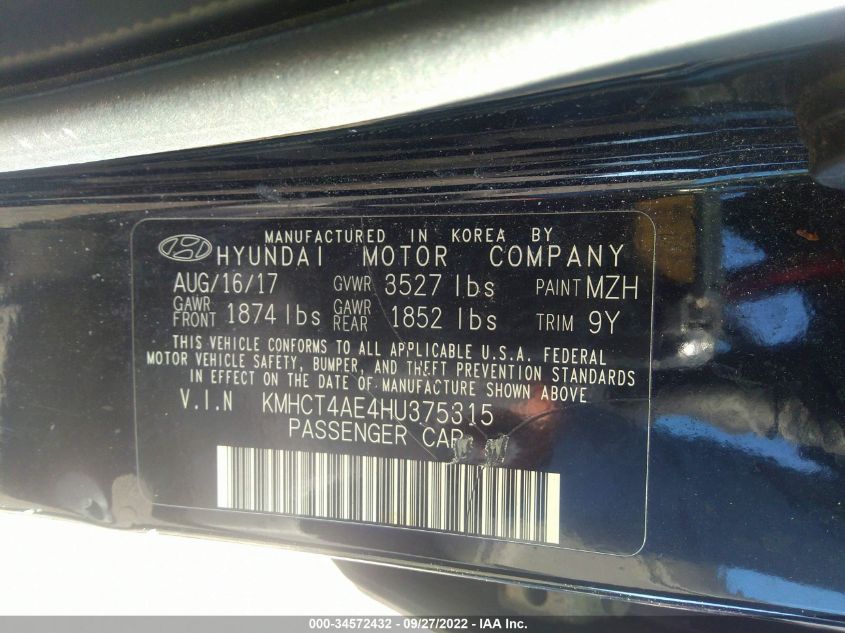 MANUFACTURED IN KOREA BY
HYUNDAI MOTOR COMPANY
AUG/16/17 GVWR 3527 lbs PAINT MZH
GAWR FRONT 1874 lbs GAWR REAR 1852 lbs TRIM 9Y
THIS VEHICLE CONFORMS TO ALL APPLICABLE U.S.A. FEDERAL
MOTOR VEHICLE SAFETY, BUMPER, AND THEFT PREVENTION STANDARDS
IN EFFECT ON THE DATE OF MANUFACTURE SHOWN ABOVE
V.I.N KMHCT4AE4HU375315
PASSENGER CAR
000-34572432 - 09/27/2022 - IAA Inc.